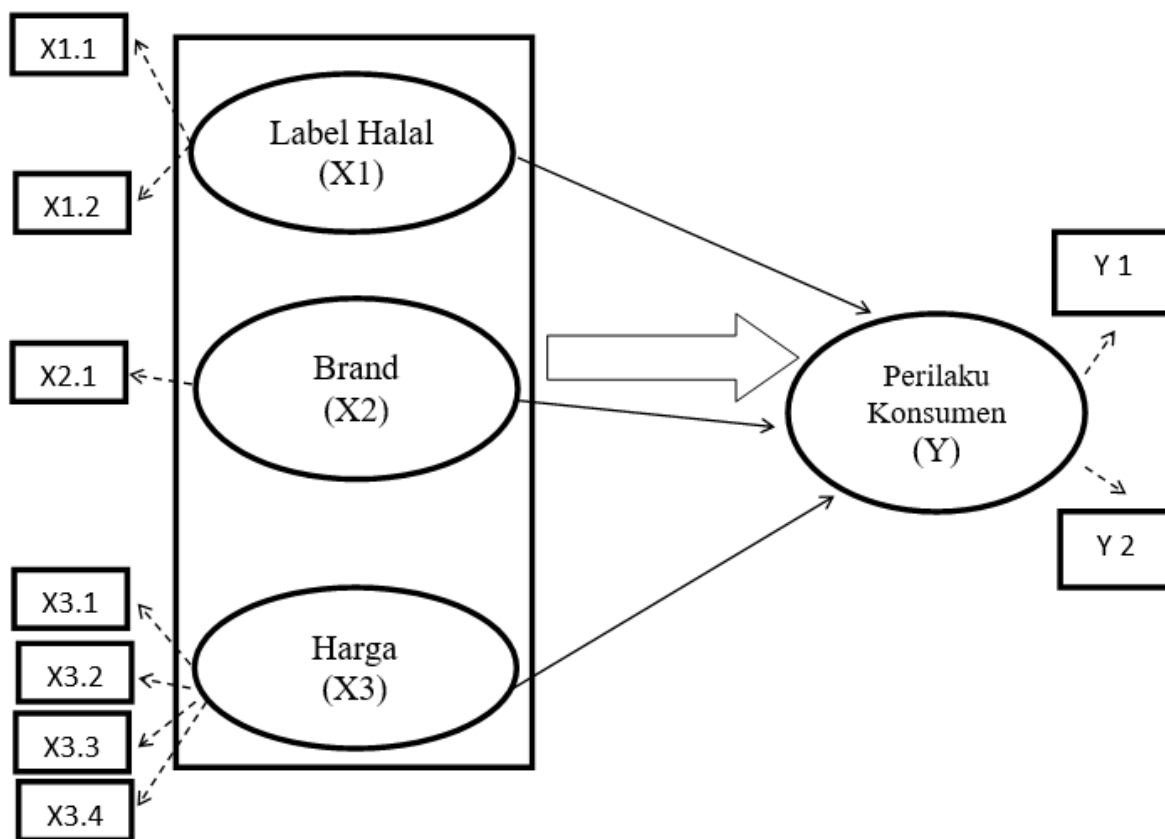 X1.1
X1.2
X2.1
X3.1
X3.2
X3.3
X3.4
Label Halal
(X1)
Brand
(X2)
Harga
(X3)
Perilaku
Konsumen
(Y)
Y 1
Y 2